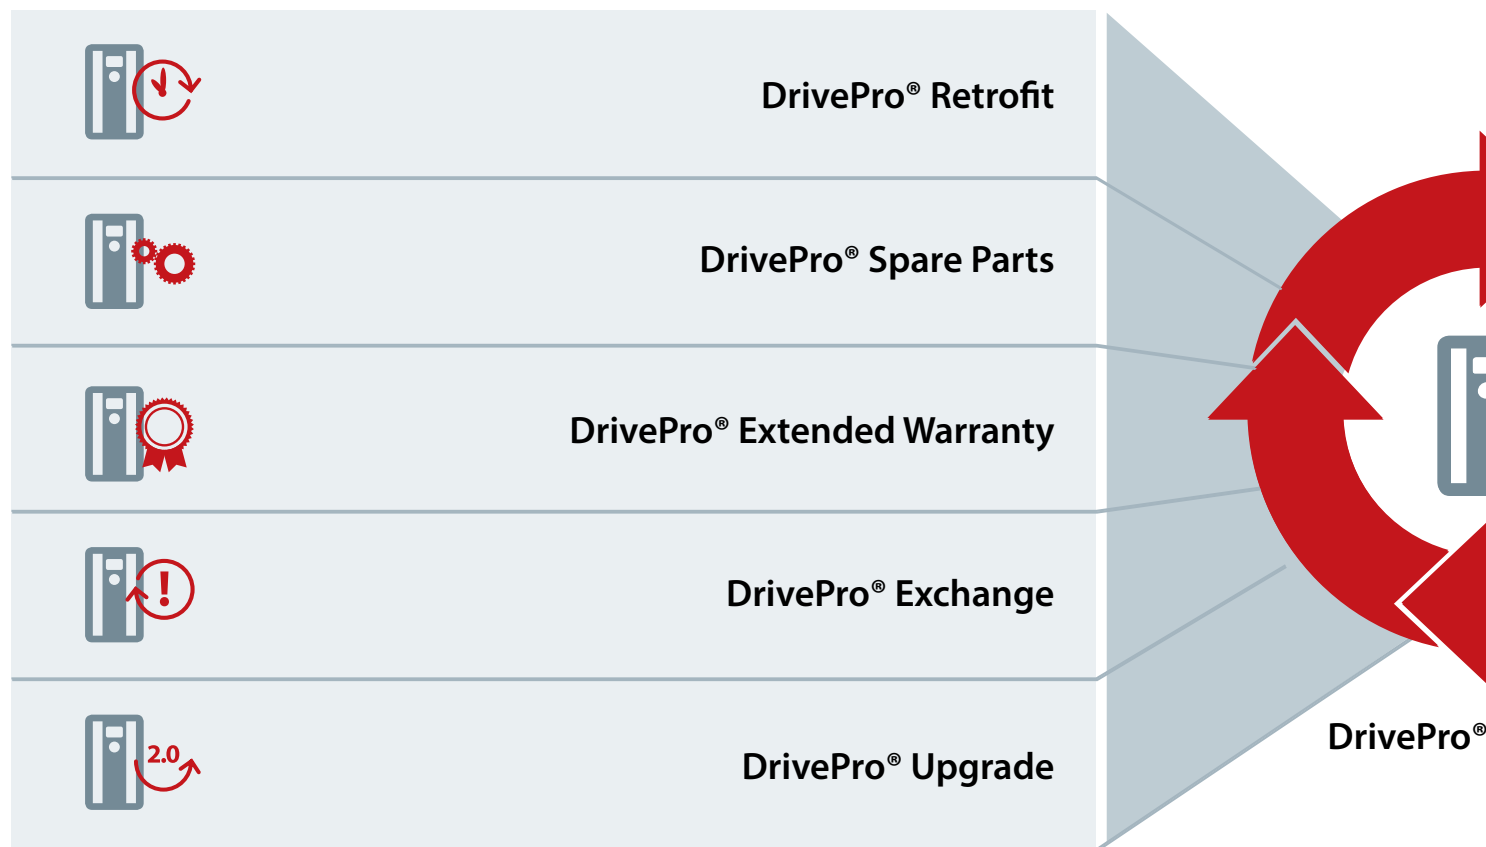 DrivePro® Retrofit
DrivePro® Spare Parts
DrivePro® Extended Warranty
DrivePro® Exchange
2.0
DrivePro® Upgrade
DrivePro®